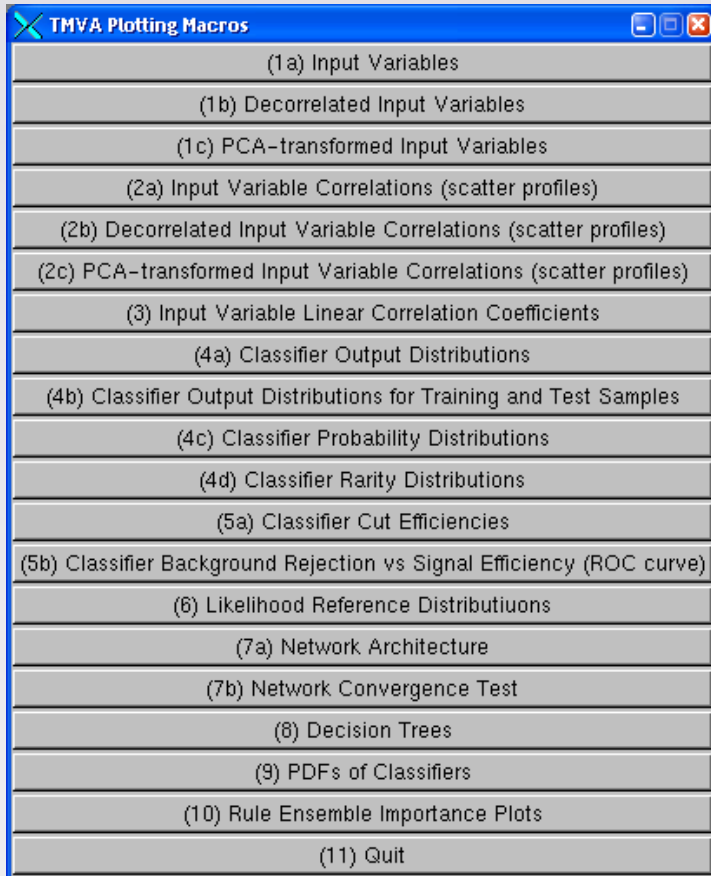 TMVA Plotting Macros
(1a) Input Variables
(1b) Decorrelated Input Variables
(1c) PCA-transformed Input Variables
(2a) Input Variable Correlations (scatter profiles)
(2b) Decorrelated Input Variable Correlations (scatter profiles)
(2c) PCA-transformed Input Variable Correlations (scatter profiles)
(3) Input Variable Linear Correlation Coefficients
(4a) Classifier Output Distributions
(4b) Classifier Output Distributions for Training and Test Samples
(4c) Classifier Probability Distributions
(4d) Classifier Rarity Distributions
(5a) Classifier Cut Efficiencies
(5b) Classifier Background Rejection vs Signal Efficiency (ROC curve)
(6) Likelihood Reference Distributiuons
(7a) Network Architecture
(7b) Network Convergence Test
(8) Decision Trees
(9) PDFs of Classifiers
(10) Rule Ensemble Importance Plots
(11) Quit